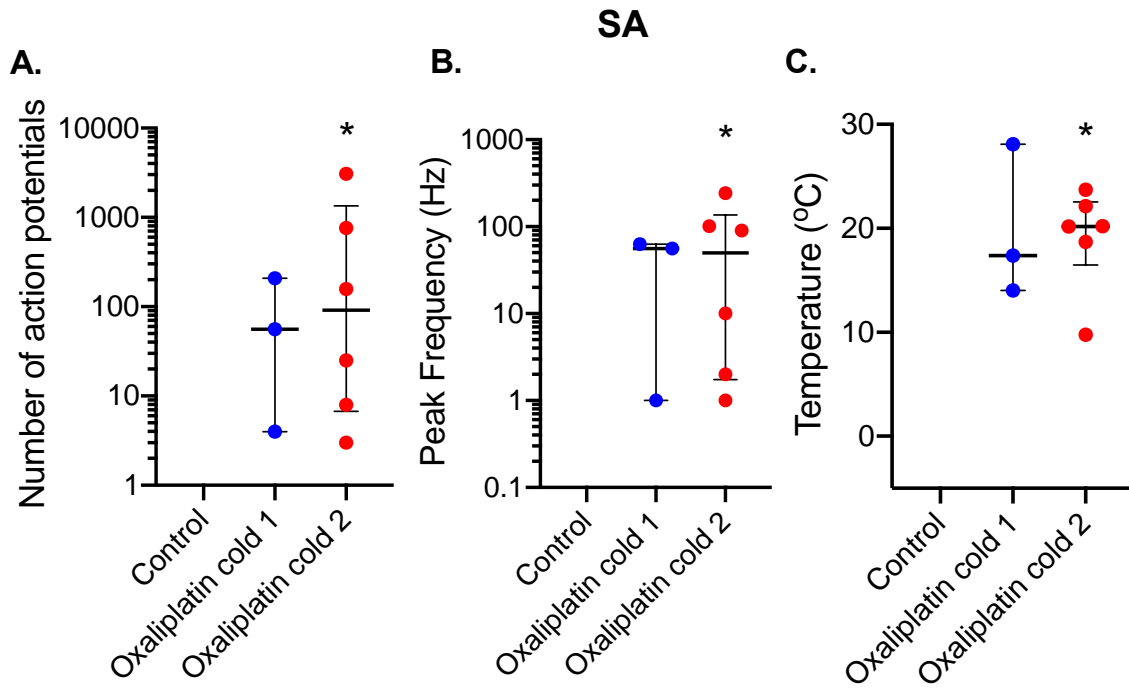 SA
A.
Number of action potentials
10000
1000
100
10
1
*
Control
Oxaliplatin cold 1
Oxaliplatin cold 2
B.
Peak Frequency (Hz)
1000
100
10
1
0.1
*
Control
Oxaliplatin cold 1
Oxaliplatin cold 2
C.
Temperature (ºC)
30
20
10
0
*
Control
Oxaliplatin cold 1
Oxaliplatin cold 2